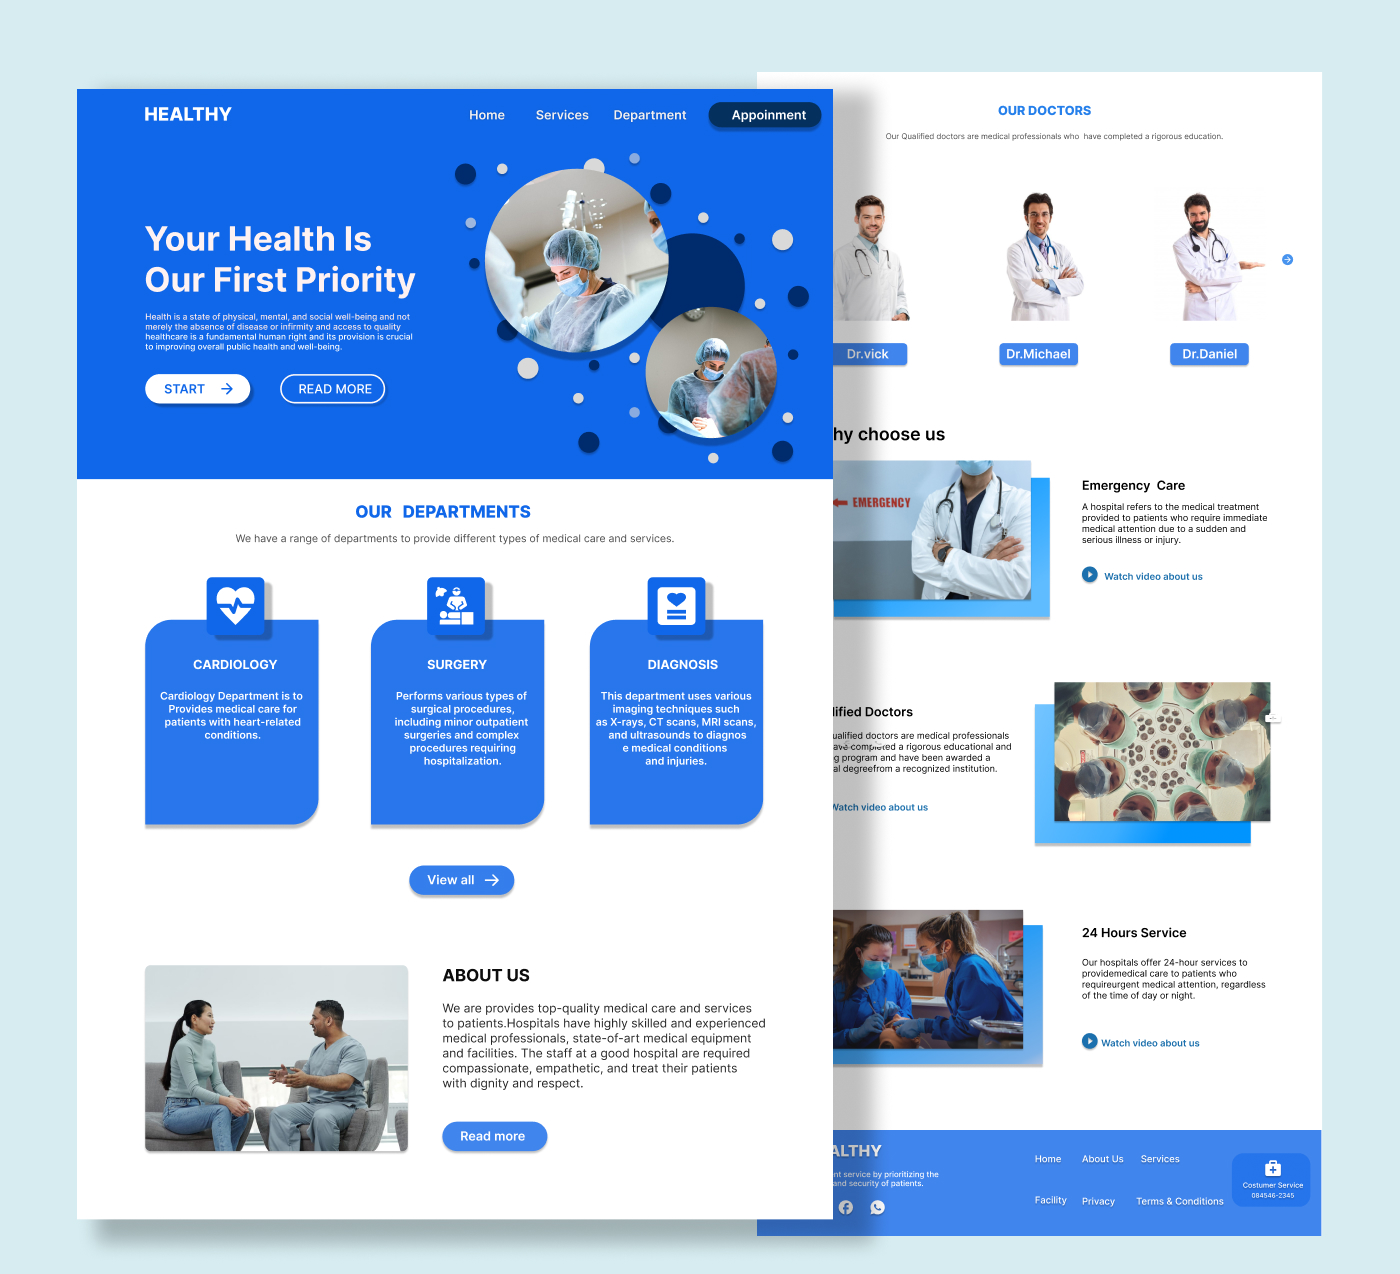 HEALTHY
Home Services Department Appoinment
Your Health Is
Our First Priority
Health is a state of physical, mental, and social well-being and not
merely the absence of disease or infirmity and access to quality
healthcare is a fundamental human right and its provision is crucial
to improving overall public health and well-being.
START
READ MORE
OUR DEPARTMENTS
We have a range of departments to provide different types of medical care and services.
CARDIOLOGY
Cardiology Department is to
Provides medical care for
patients with heart-related
conditions.
SURGERY
Performs various types of
surgical procedures,
including minor outpatient
surgeries and complex
procedures requiring
hospitalization.
DIAGNOSIS
This department uses various
imaging techniques such
as X-rays, CT scans, MRI scans,
and ultrasounds to diagnos
e medical conditions
and injuries.
View all
ABOUT US
We are provides top-quality medical care and services
to patients.Hospitals have highly skilled and experienced
medical professionals, state-of-art medical equipment
and facilities. The staff at a good hospital are required
compassionate, empathetic, and treat their patients
with dignity and respect.
Read more
OUR DOCTORS
Our Qualified doctors are medical professionals who have completed a rigorous education.
Dr.vick
Dr.Michael
Dr.Daniel
hy choose us
EMERGENCY
Emergency Care
A hospital refers to the medical treatment
provided to patients who require immediate
medical attention due to a sudden and
serious illness or injury.
Watch video about us
lified Doctors
ualified doctors are medical professionals
ave completed a rigorous educational and
g program and have been awarded a
al degreefrom a recognized institution.
Watch video about us
24 Hours Service
Our hospitals offer 24-hour services to
providemedical care to patients who
requireurgent medical attention, regardless
of the time of day or night.
Watch video about us
ALTHY
nt service by prioritizing the
and security of patients.
Home About Us Services
Facility Privacy Terms & Conditions
Costumer Service
084546-2345